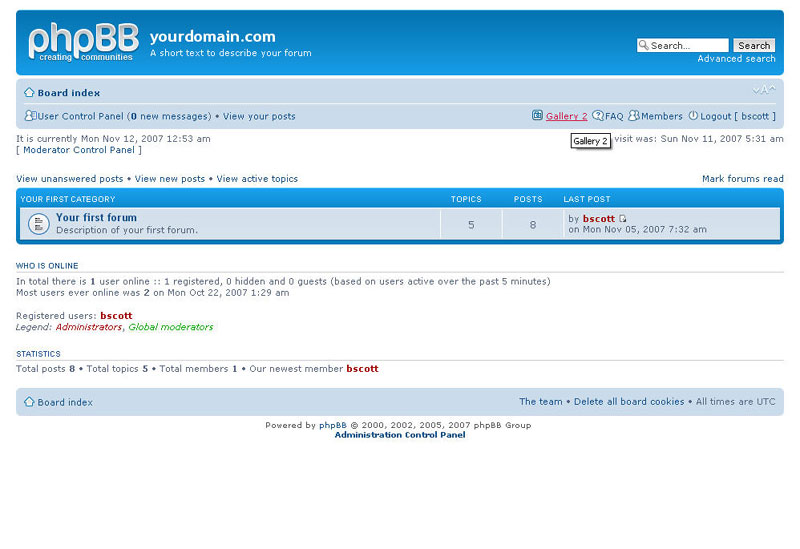 phpBB
creating communities
yourdomain.com
A short text to describe your forum
Search...
Search
Advanced search
Board index
A
User Control Panel (0 new messages) • View your posts
Gallery 2
FAQ
Members
Logout [ bscott ]
It is currently Mon Nov 12, 2007 12:53 am
visit was: Sun Nov 11, 2007 5:31 am
Gallery 2
[ Moderator Control Panel ]
View unanswered posts • View new posts • View active topics
Mark forums read
YOUR FIRST CATEGORY TOPICS POSTS LAST POST
Your first forum
Description of your first forum.
5
8
by bscott
on Mon Nov 05, 2007 7:32 am
WHO IS ONLINE
In total there is 1 user online :: 1 registered, 0 hidden and 0 guests (based on users active over the past 5 minutes)
Most users ever online was 2 on Mon Oct 22, 2007 1:29 am
Registered users: bscott
Legend: Administrators, Global moderators
STATISTICS
Total posts 8 • Total topics 5 • Total members 1 • Our newest member bscott
Board index
The team • Delete all board cookies • All times are UTC
Powered by phpBB © 2000, 2002, 2005, 2007 phpBB Group
Administration Control Panel